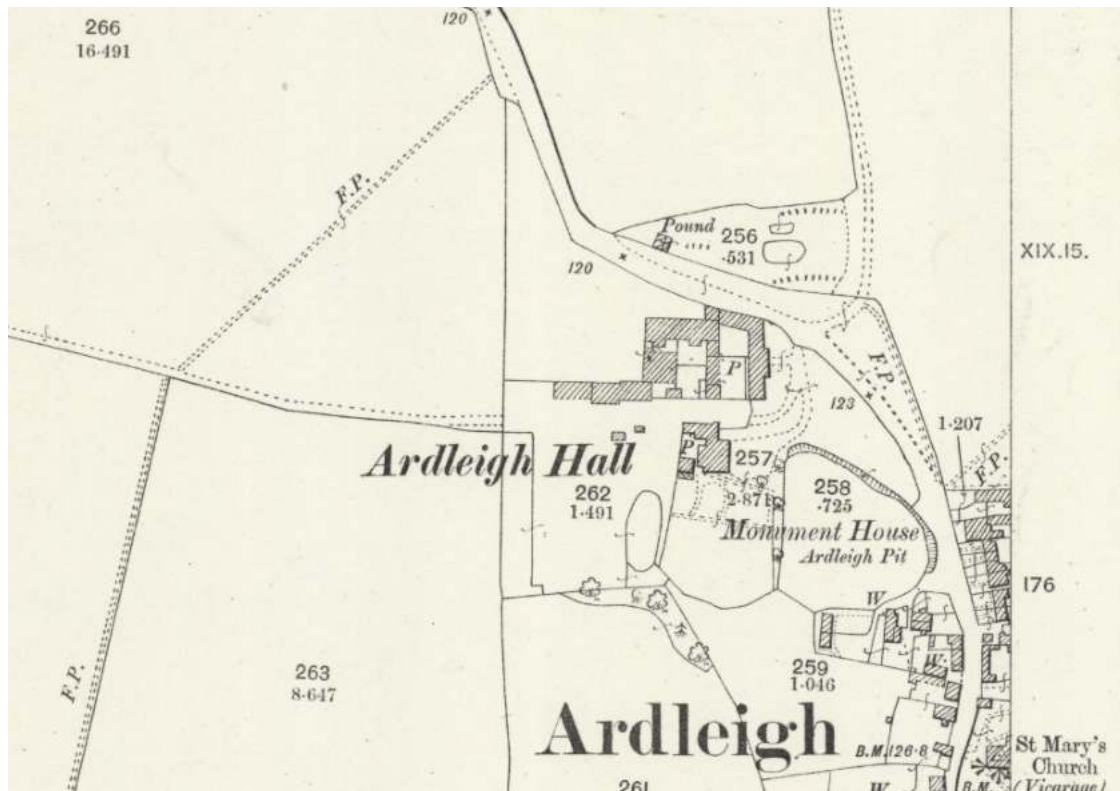 266
16·491
120
F.P.
Pound
256
·531
XIX.15.
120
P
F.P.
123
1·207
F.P.
Ardleigh Hall
P
257
2·871
262
1·491
258
·725
Monument House
Ardleigh Pit
176
W
F.P.
263
8·647
259
1·046
W
Ardleigh
B.M.126·8
St Mary's
Church
(Vicarage)
261
W
B.M.